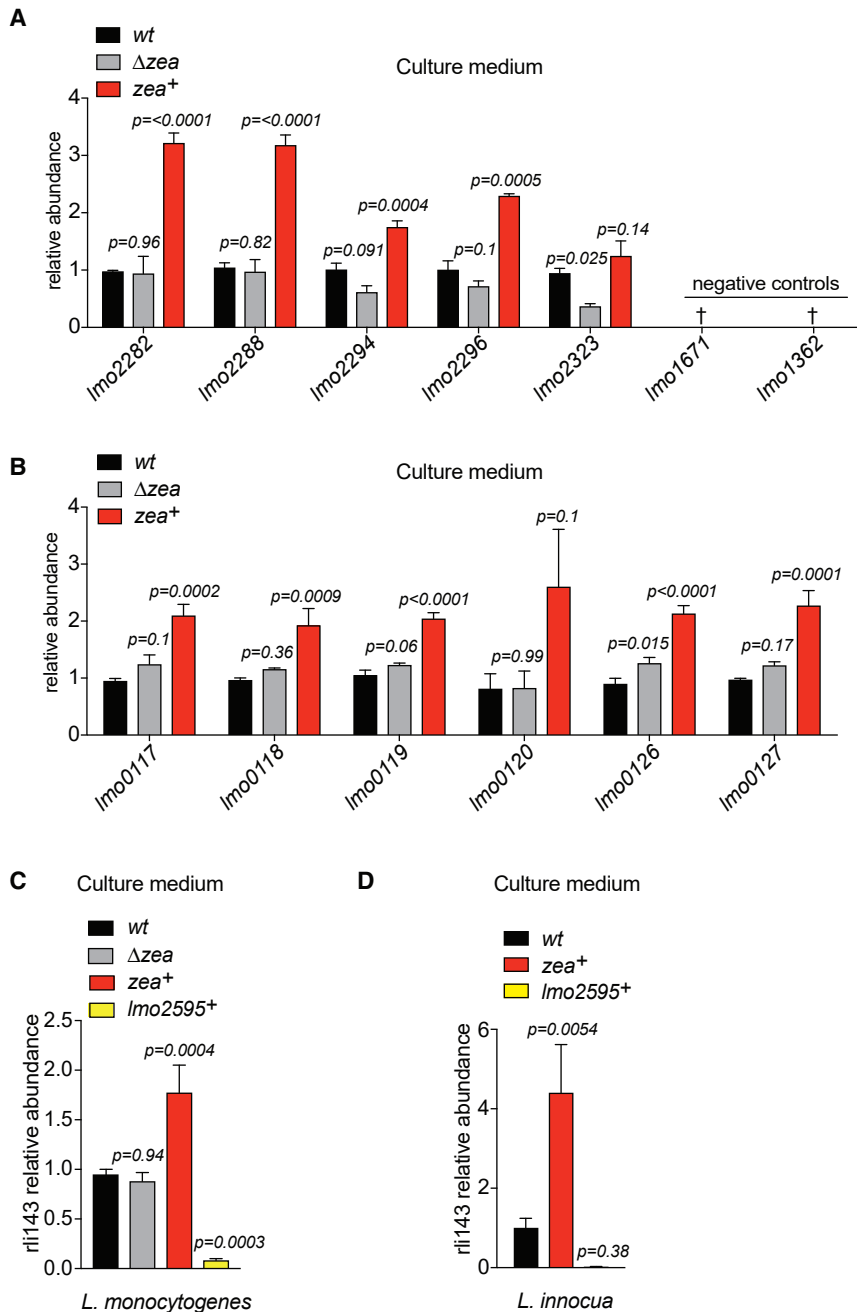 A
wt
Δzea
zea+
Culture medium
relative abundance
4
3
2
1
0
p=<0.0001
p=<0.0001
p=0.0004
p=0.0005
p=0.96
p=0.82
p=0.091
p=0.1
p=0.025
p=0.14
negative controls
† †
lmo2282
lmo2288
lmo2294
lmo2296
lmo2323
lmo1671
lmo1362
B
wt
Δzea
zea+
Culture medium
relative abundance
4
3
2
1
0
p=0.1
p=0.0002
p=0.36
p=0.0009
p=0.06
p<0.0001
p=0.99
p=0.1
p=0.015
p<0.0001
p=0.17
p=0.0001
lmo0117
lmo0118
lmo0119
lmo0120
lmo0126
lmo0127
C
Culture medium
wt
Δzea
zea+
lmo2595+
rli143 relative abundance
2.5
2.0
1.5
1.0
0.5
0.0
p=0.0004
p=0.94
p=0.0003
L. monocytogenes
D
Culture medium
wt
zea+
lmo2595+
rli143 relative abundance
6
4
2
0
p=0.0054
p=0.38
L. innocua